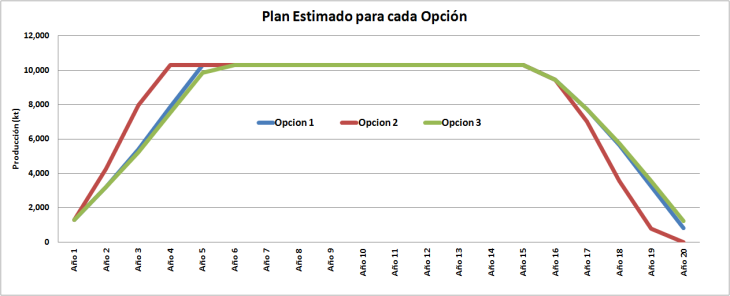 Plan Estimado para cada Opción
12,000
10,000
8,000
6,000
4,000
2,000
0
Producción (kt)
Opcion 1 Opcion 2 Opcion 3
Año 1 Año 2 Año 3 Año 4 Año 5 Año 6 Año 7 Año 8 Año 9 Año 10 Año 11 Año 12 Año 13 Año 14 Año 15 Año 16 Año 17 Año 18 Año 19 Año 20